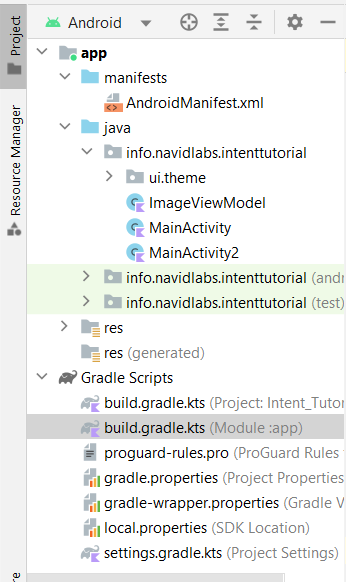 Project
Resource Manager
Android
app
manifests
AndroidManifest.xml
java
info.navidlabs.intenttutorial
ui.theme
ImageViewModel
MainActivity
MainActivity2
info.navidlabs.intenttutorial (and
info.navidlabs.intenttutorial (test)
res
res (generated)
Gradle Scripts
build.gradle.kts (Project: Intent_Tutor
build.gradle.kts (Module :app)
proguard-rules.pro (ProGuard Rules
gradle.properties (Project Properties
gradle-wrapper.properties (Gradle V
local.properties (SDK Location)
settings.gradle.kts (Project Settings)